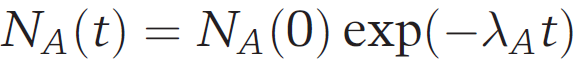 N_A(t) = N_A(0) exp(−λ_A t)